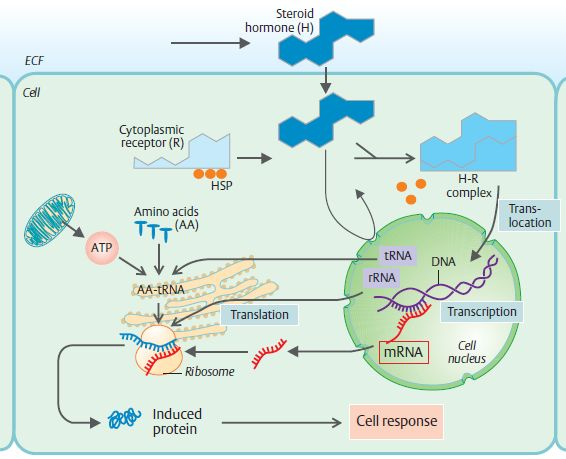 Steroid
hormone (H)
ECF
Cell
Cytoplasmic
receptor (R)
HSP
H-R
complex
Trans-
location
Amino acids
(AA)
ATP
tRNA
rRNA
DNA
AA-tRNA
Translation
Transcription
mRNA
Cell
nucleus
Ribosome
Induced
protein
Cell response